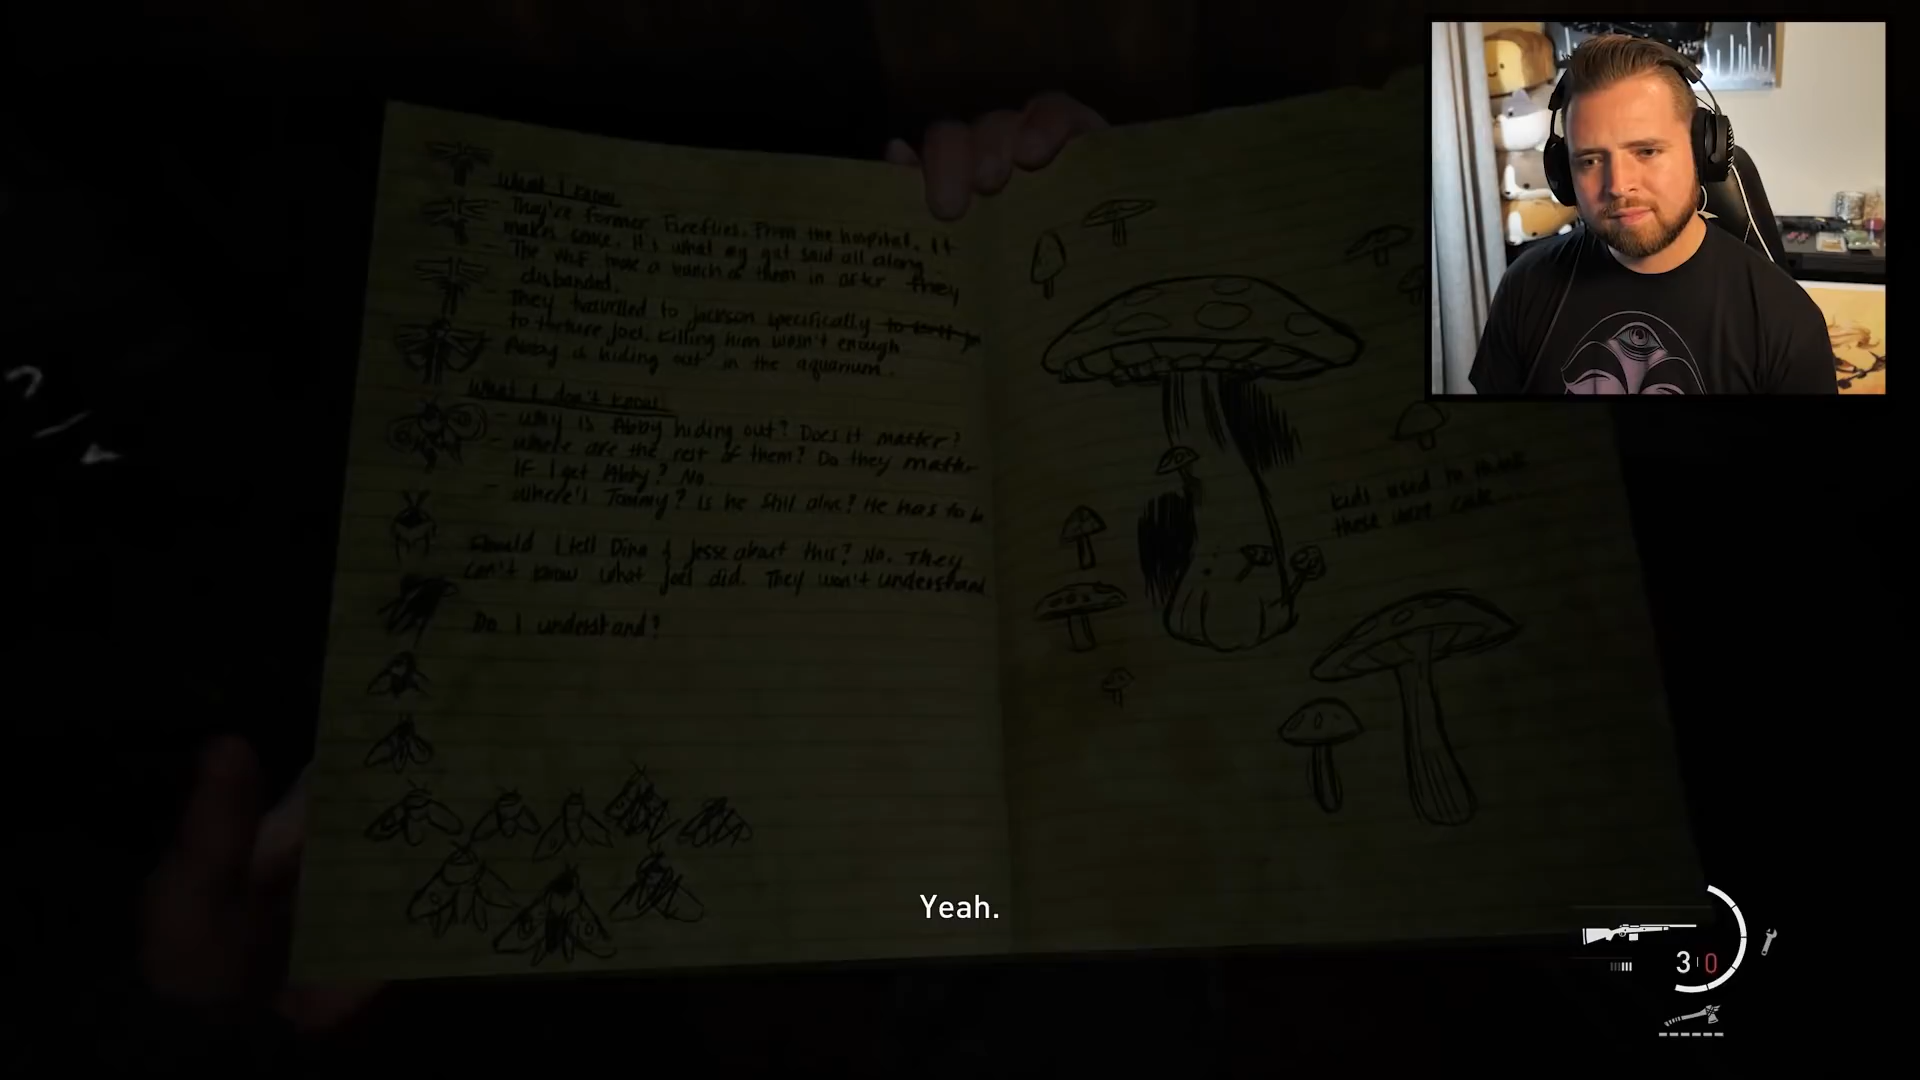 What I know
- They're former Fireflies. From the hospital. It
makes sense. It's what my gut said all along
- The WLF took a bunch of them in after they
disbanded.
- They travelled to Jackson specifically
to torture Joel. Killing him wasn't enough
- Abby is hiding out in the aquarium.
What I don't know
- Why is Abby hiding out? Does it matter?
- Where are the rest of them? Do they matter
If I get Abby? No.
- Where's Tommy? Is he still alive? He has to be
Should I tell Dina & Jesse about this? No. They
can't know what Joel did. They won't understand
Do I understand?
kids used to think
these were cute
Yeah.
3 0